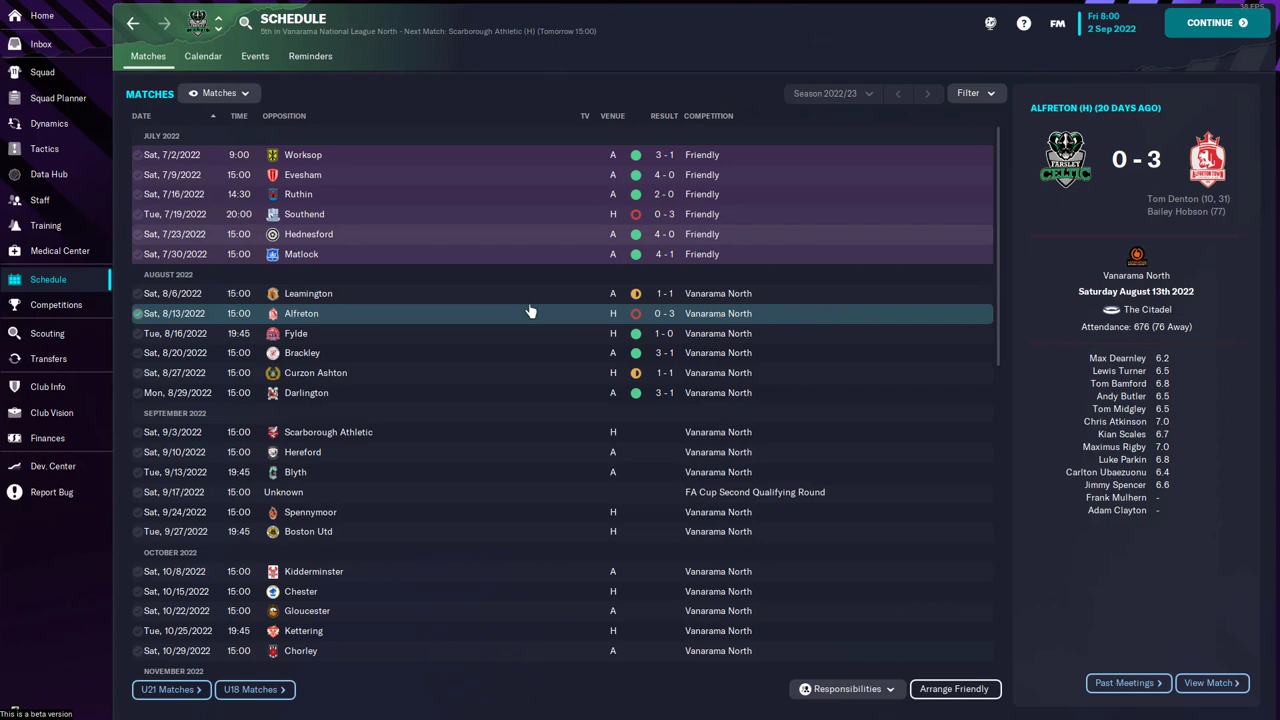 38 FPS
Home
SCHEDULE
5th in Vanarama National League North - Next Match: Scarborough Athletic (H) (Tomorrow 15:00)
? FM Fri 8:00
2 Sep 2022
CONTINUE
Inbox
Squad
Squad Planner
Dynamics
Tactics
Data Hub
Staff
Training
Medical Center
Schedule
Competitions
Scouting
Transfers
Club Info
Club Vision
Finances
Dev. Center
Report Bug
This is a beta version
Matches Calendar Events Reminders
MATCHES Matches Season 2022/23 Filter
DATE TIME OPPOSITION TV VENUE RESULT COMPETITION
JULY 2022
Sat, 7/2/2022 9:00 Worksop A 3 - 1 Friendly
Sat, 7/9/2022 15:00 Evesham A 4 - 0 Friendly
Sat, 7/16/2022 14:30 Ruthin A 2 - 0 Friendly
Tue, 7/19/2022 20:00 Southend H 0 - 3 Friendly
Sat, 7/23/2022 15:00 Hednesford A 4 - 0 Friendly
Sat, 7/30/2022 15:00 Matlock A 4 - 1 Friendly
AUGUST 2022
Sat, 8/6/2022 15:00 Leamington A 1 - 1 Vanarama North
Sat, 8/13/2022 15:00 Alfreton H 0 - 3 Vanarama North
Tue, 8/16/2022 19:45 Fylde H 1 - 0 Vanarama North
Sat, 8/20/2022 15:00 Brackley A 3 - 1 Vanarama North
Sat, 8/27/2022 15:00 Curzon Ashton H 1 - 1 Vanarama North
Mon, 8/29/2022 15:00 Darlington A 3 - 1 Vanarama North
SEPTEMBER 2022
Sat, 9/3/2022 15:00 Scarborough Athletic H Vanarama North
Sat, 9/10/2022 15:00 Hereford A Vanarama North
Tue, 9/13/2022 19:45 Blyth A Vanarama North
Sat, 9/17/2022 15:00 Unknown FA Cup Second Qualifying Round
Sat, 9/24/2022 15:00 Spennymoor H Vanarama North
Tue, 9/27/2022 19:45 Boston Utd H Vanarama North
OCTOBER 2022
Sat, 10/8/2022 15:00 Kidderminster A Vanarama North
Sat, 10/15/2022 15:00 Chester H Vanarama North
Sat, 10/22/2022 15:00 Gloucester A Vanarama North
Tue, 10/25/2022 19:45 Kettering H Vanarama North
Sat, 10/29/2022 15:00 Chorley A Vanarama North
NOVEMBER 2022
U21 Matches U18 Matches Responsibilities Arrange Friendly
ALFRETON (H) (20 DAYS AGO)
FARSLEY
CELTIC
0 - 3
Tom Denton (10, 31)
Bailey Hobson (77)
Vanarama North
Saturday August 13th 2022
The Citadel
Attendance: 676 (76 Away)
Max Dearnley 6.2
Lewis Turner 6.5
Tom Bamford 6.8
Andy Butler 6.5
Tom Midgley 6.5
Chris Atkinson 7.0
Kian Scales 6.7
Maximus Rigby 7.0
Luke Parkin 6.8
Carlton Ubaezuonu 6.4
Jimmy Spencer 6.6
Frank Mulhern -
Adam Clayton -
Past Meetings View Match